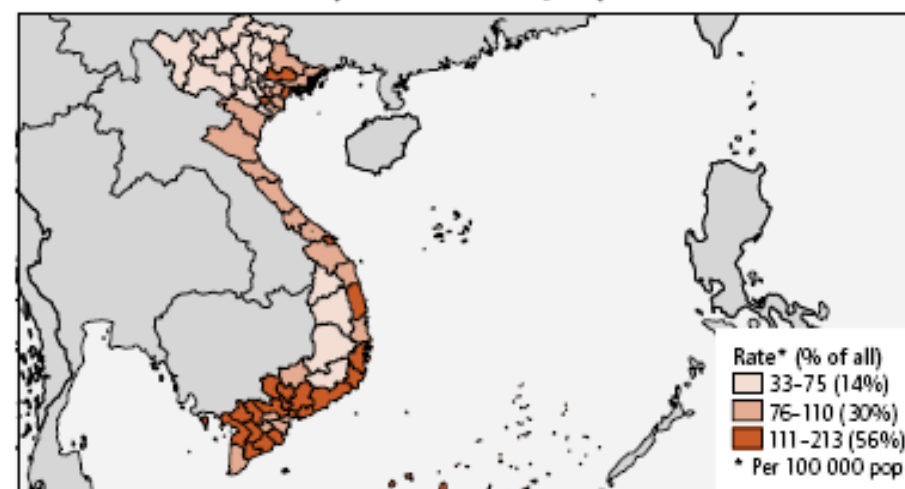 Rate* (% of all)
33–75 (14%)
76–110 (30%)
111–213 (56%)
* Per 100 000 pop